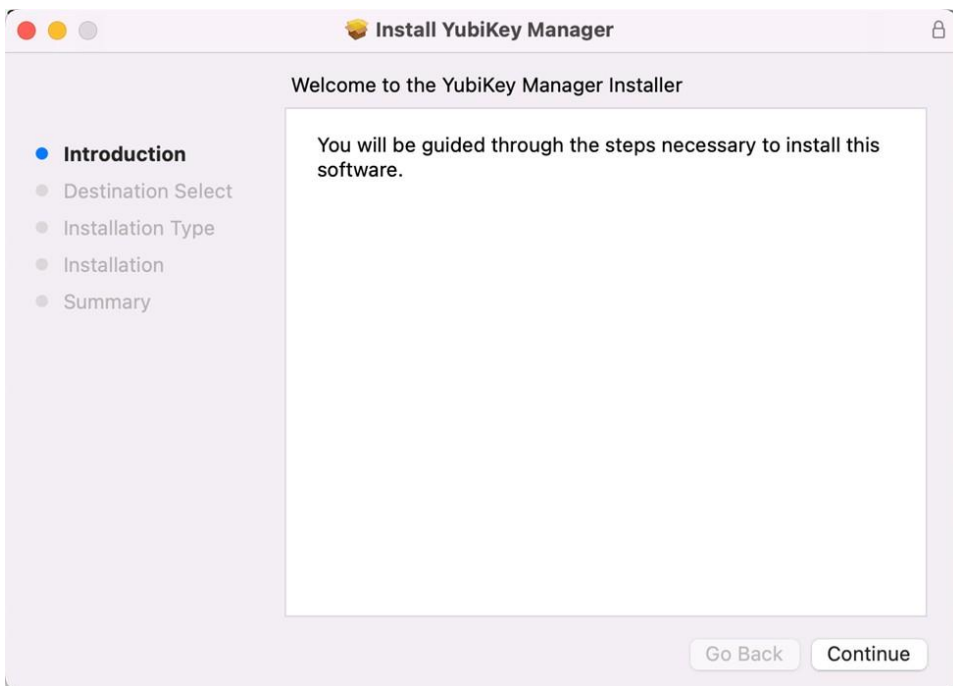 Install YubiKey Manager
Welcome to the YubiKey Manager Installer
Introduction
Destination Select
Installation Type
Installation
Summary
You will be guided through the steps necessary to install this
software.
Go Back
Continue